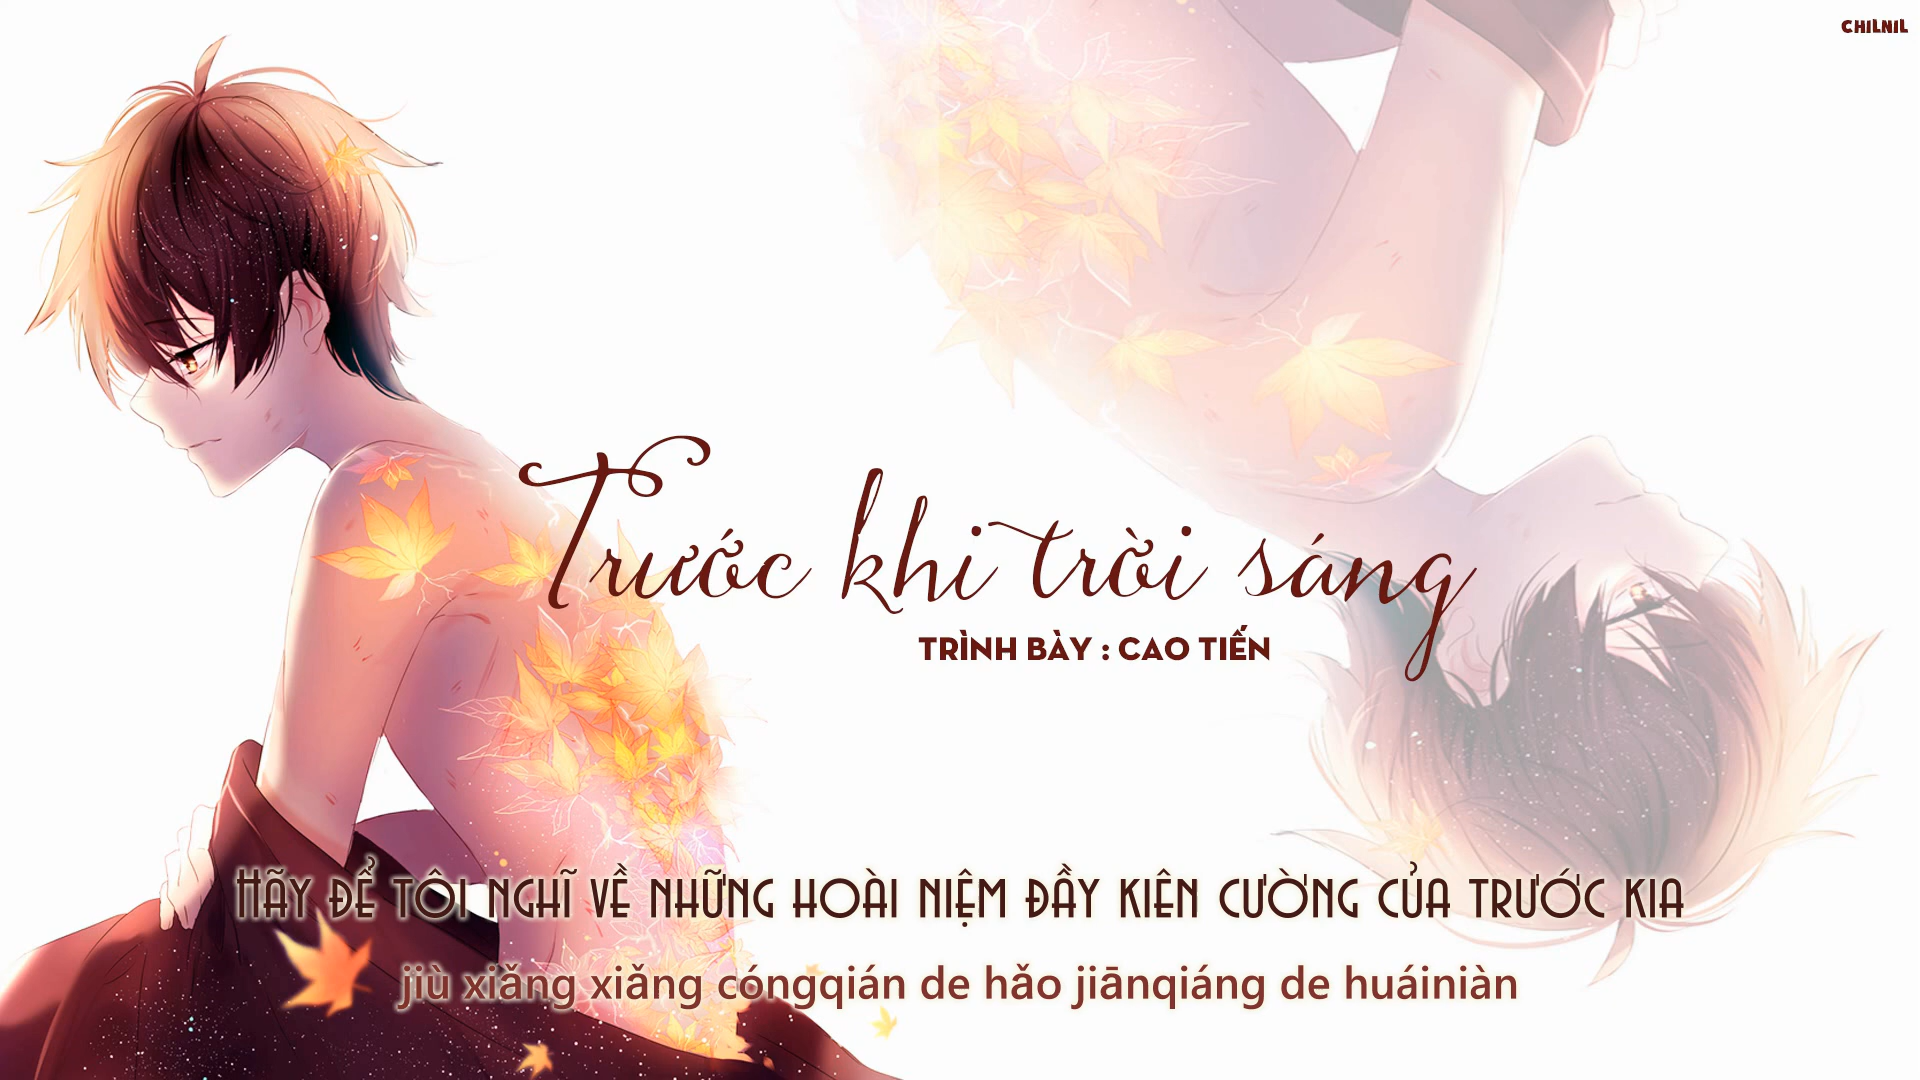 CHILNIL
Trước khi trời sáng
TRÌNH BÀY : CAO TIẾN
HÃY ĐỂ TÔI NGHĨ VỀ NHỮNG HOÀI NIỆM ĐẦY KIÊN CƯỜNG CỦA TRƯỚC KIA
jiù xiǎng xiǎng cóngqián de hǎo jiānqiáng de huáiniàn